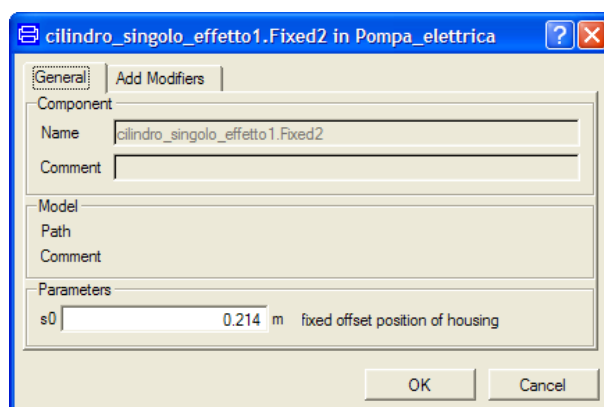 cilindro_singolo_effetto1.Fixed2 in Pompa_elettrica
General Add Modifiers
Component
Name cilindro_singolo_effetto1.Fixed2
Comment
Model
Path
Comment
Parameters
s0 0.214 m fixed offset position of housing
OK Cancel